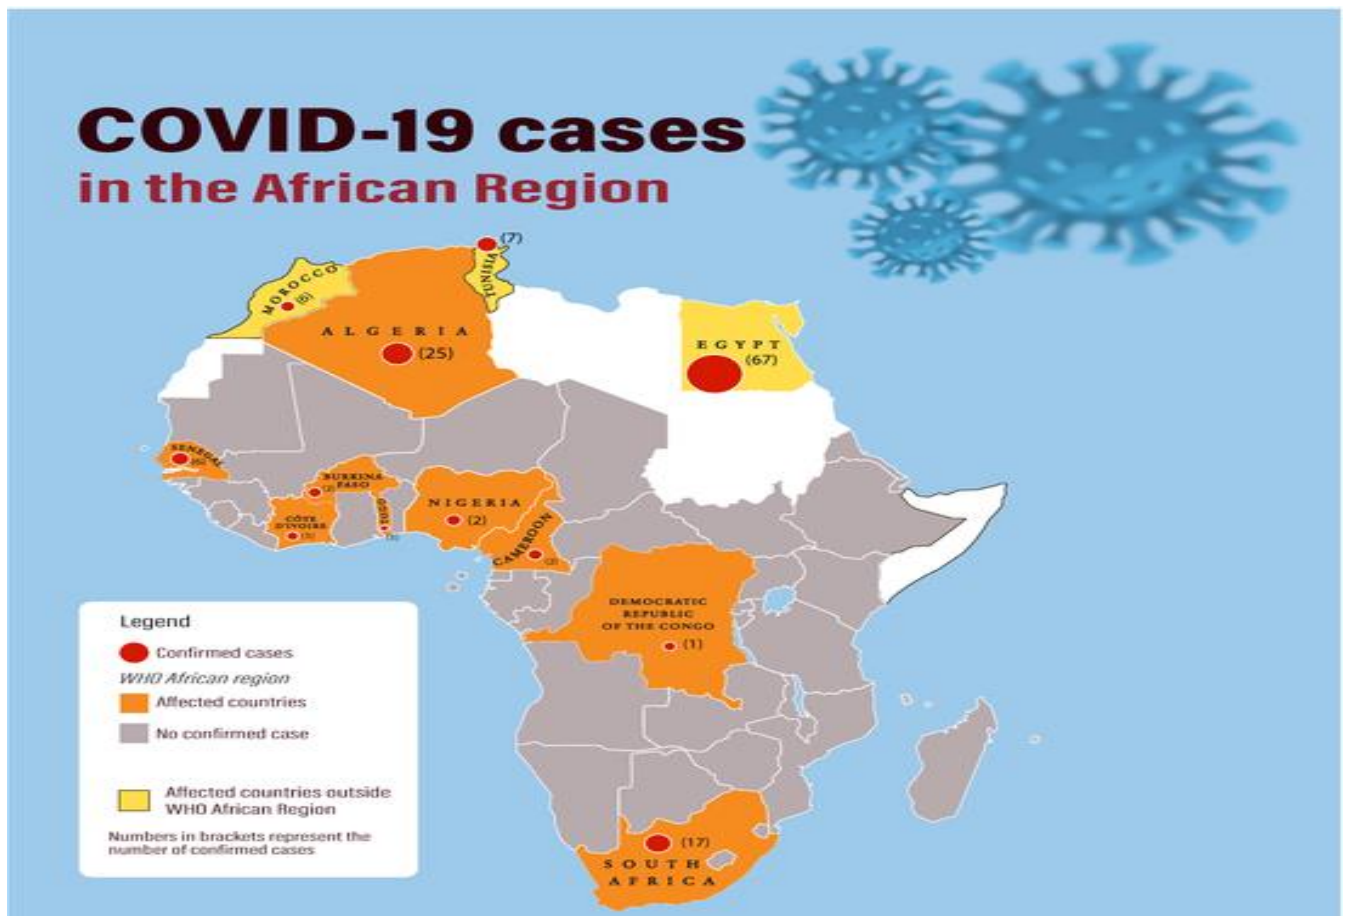 COVID-19 cases
in the African Region
(7)
TUNISIA
MOROCCO
ALGERIA
(25)
EGYPT
(67)
SENEGAL
BURKINA
FASO
NIGERIA
(2)
CÔTE
D'IVOIRE
TOGO
CAMEROON
DEMOCRATIC
REPUBLIC
OF THE CONGO
(1)
(17)
SOUTH
AFRICA
Legend
Confirmed cases
WHO African region
Affected countries
No confirmed case
Affected countries outside
WHO African Region
Numbers in brackets represent the
number of confirmed cases